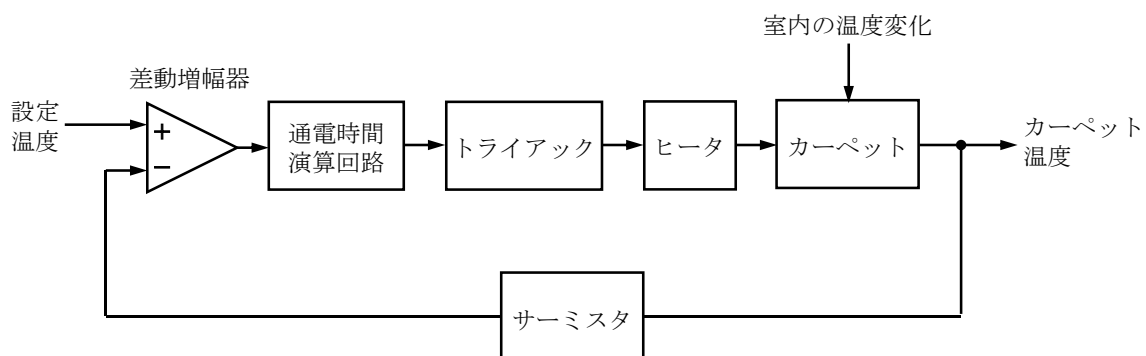 室内の温度変化
差動増幅器
設定
温度
+
−
通電時間
演算回路
トライアック
ヒータ
カーペット
カーペット
温度
サーミスタ